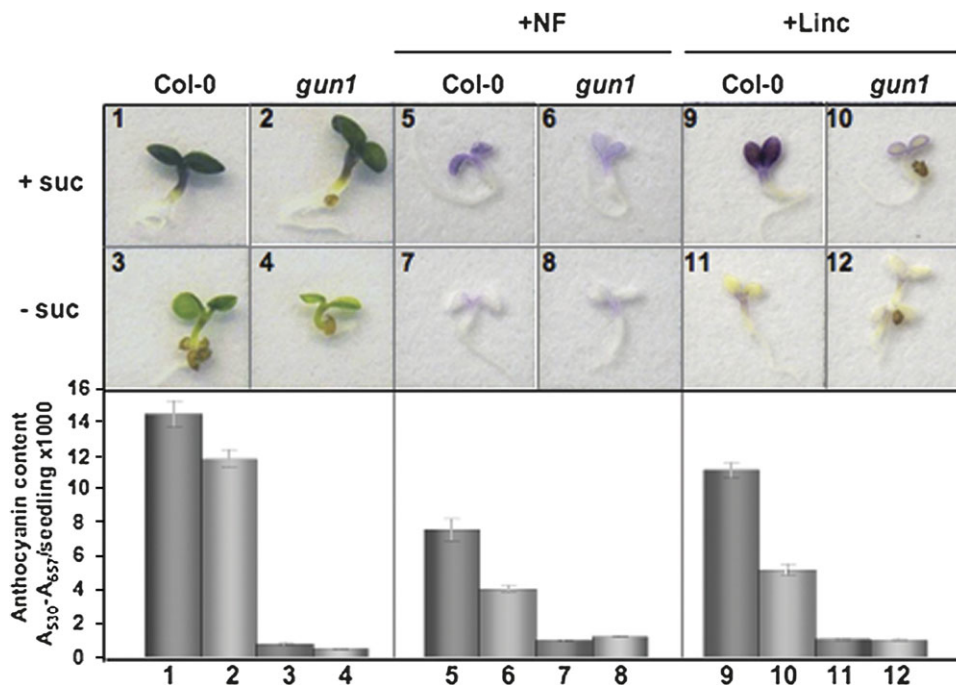 +NF +Linc
Col-0 gun1 Col-0 gun1 Col-0 gun1
+ suc 1 2 5 6 9 10
- suc 3 4 7 8 11 12
Anthocyanin content
A530-A657/seedling x1000
16
14
12
10
8
6
4
2
0
1 2 3 4 5 6 7 8 9 10 11 12